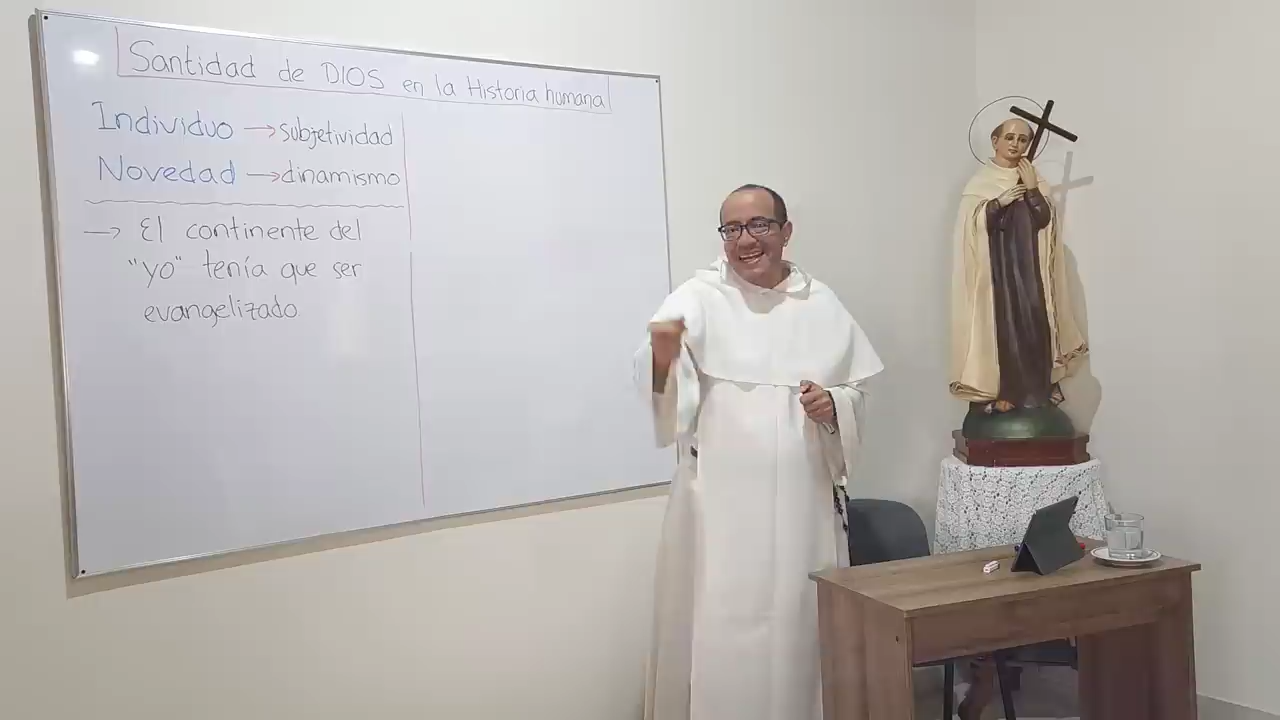 Santidad de DIOS en la Historia humana
Individuo → subjetividad
Novedad → dinamismo
→ El continente del
"yo" tenía que ser
evangelizado